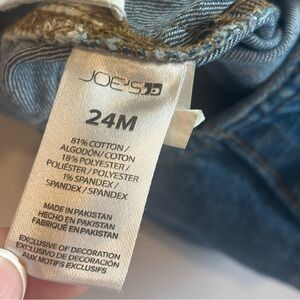 JOE'S
24M
81% COTTON /
ALGODÓN / COTON
18% POLYESTER /
POLIÉSTER / POLYESTER
1% SPANDEX /
SPANDEX / SPANDEX
MADE IN PAKISTAN
HECHO EN PAKISTAN
FABRIQUÉ EN PAKISTAN
EXCLUSIVE OF DECORATION
EXCLUSIVO DE DECORACIÓN
AUX MOTIFS EXCLUSIFS